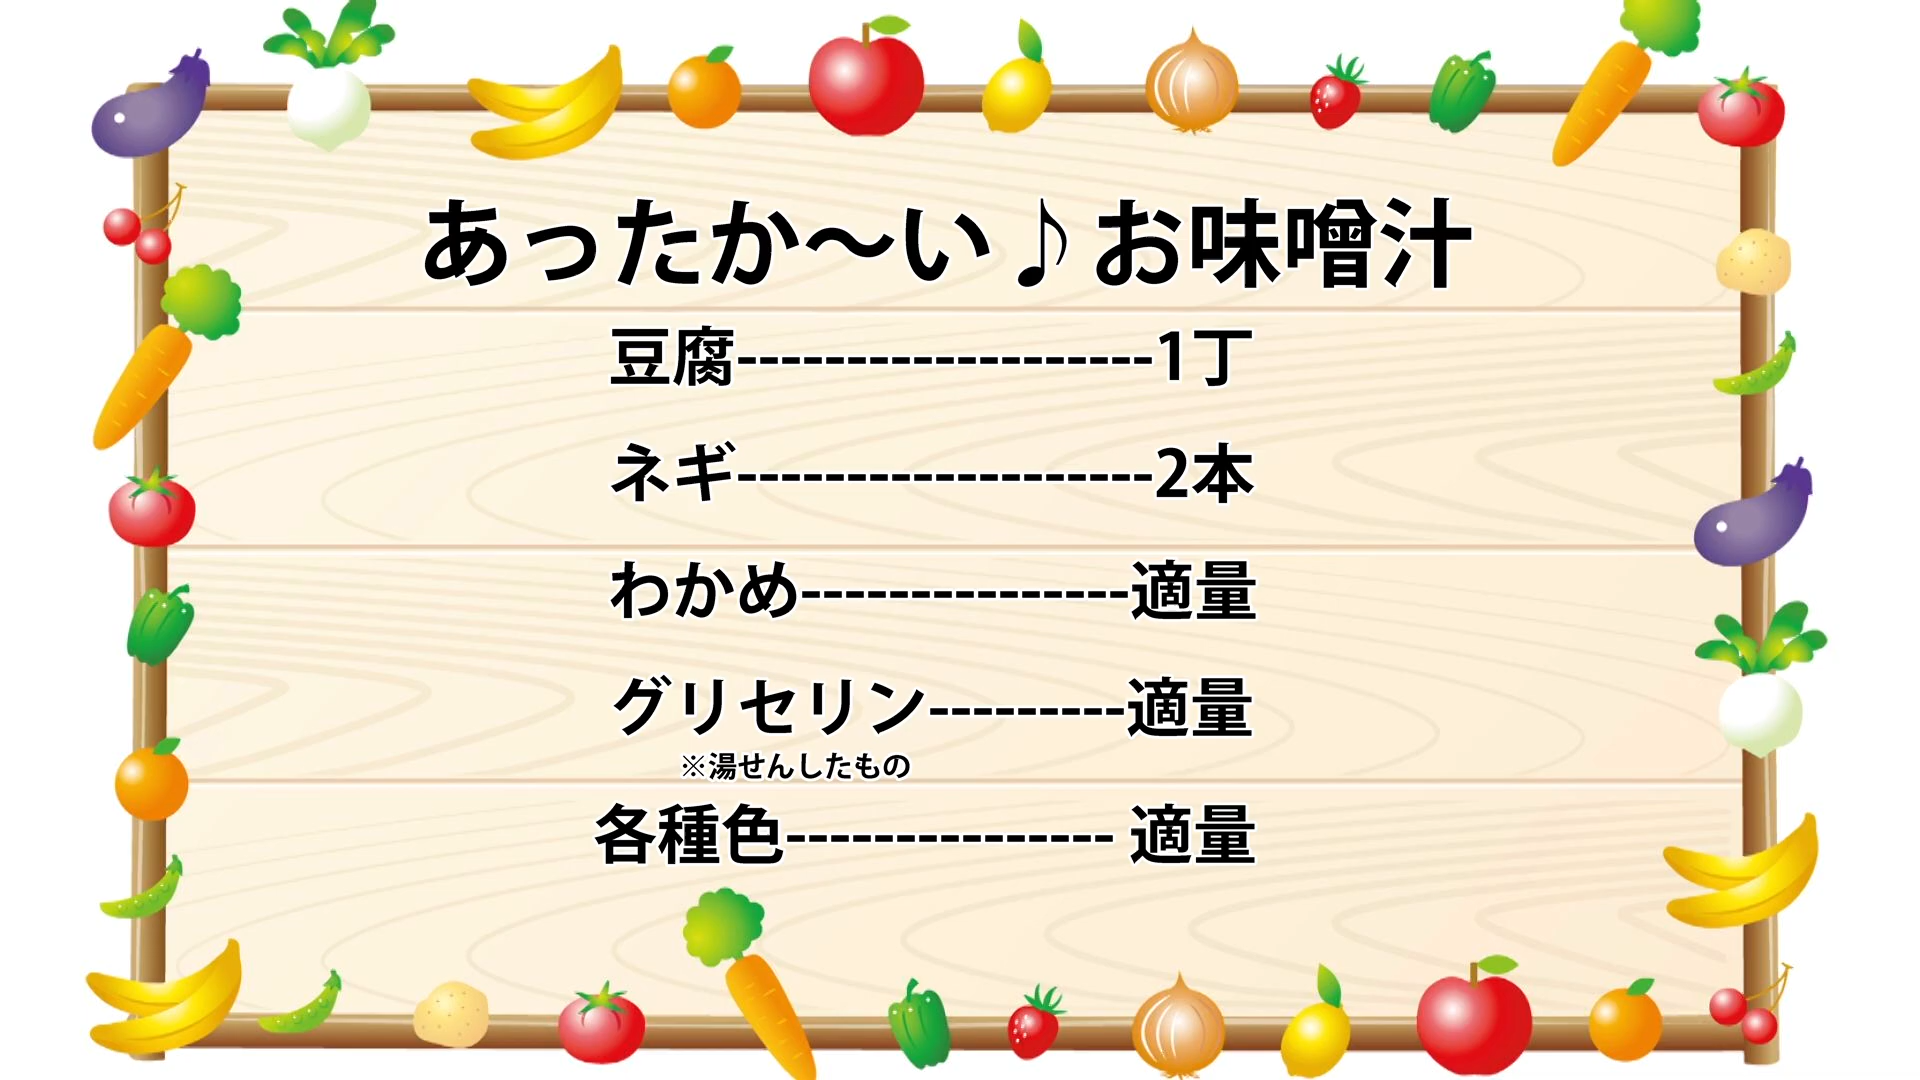 あったか～い♪お味噌汁
豆腐-------------------1丁
ネギ-------------------2本
わかめ---------------適量
グリセリン---------適量
※湯せんしたもの
各種色--------------- 適量